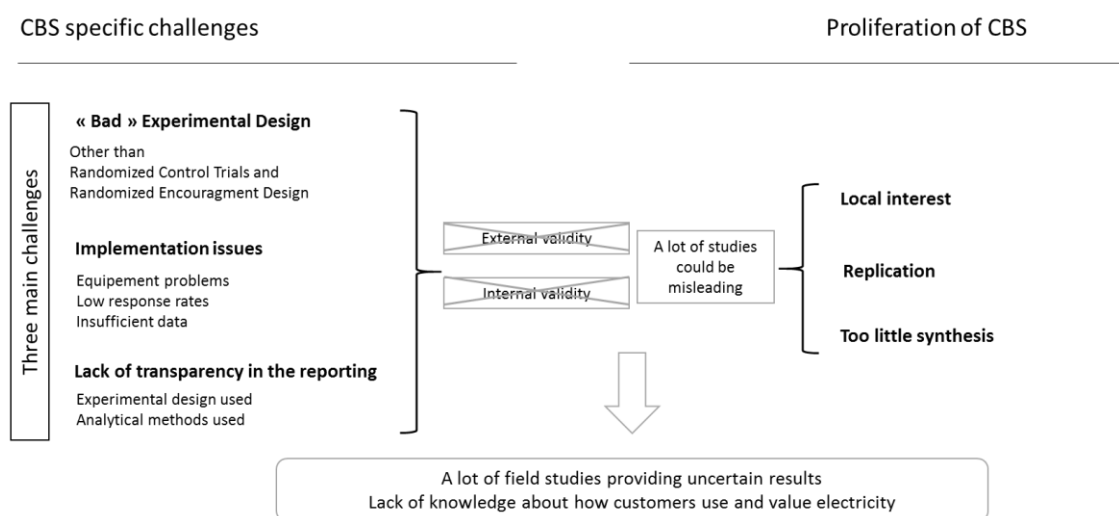 CBS specific challenges
Proliferation of CBS
Three main challenges
« Bad » Experimental Design
Other than
Randomized Control Trials and
Randomized Encouragment Design
Implementation issues
Equipement problems
Low response rates
Insufficient data
Lack of transparency in the reporting
Experimental design used
Analytical methods used
External validity
Internal validity
A lot of studies
could be
misleading
Local interest
Replication
Too little synthesis
A lot of field studies providing uncertain results
Lack of knowledge about how customers use and value electricity